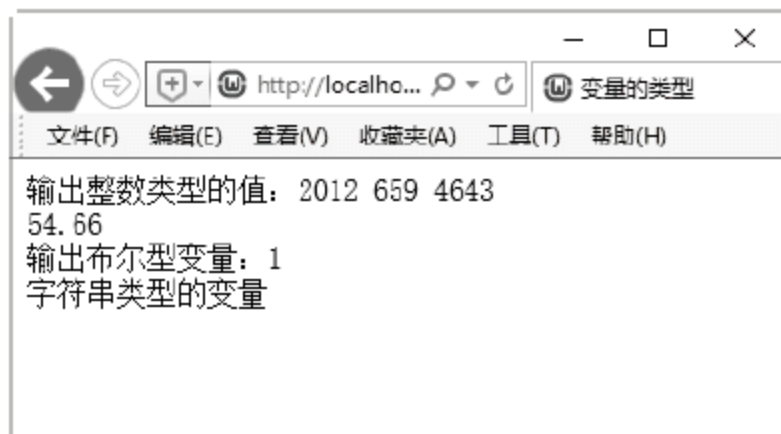 http://localho...
变量的类型
文件(F) 编辑(E) 查看(V) 收藏夹(A) 工具(T) 帮助(H)
输出整数类型的值：2012 659 4643
54.66
输出布尔型变量：1
字符串类型的变量